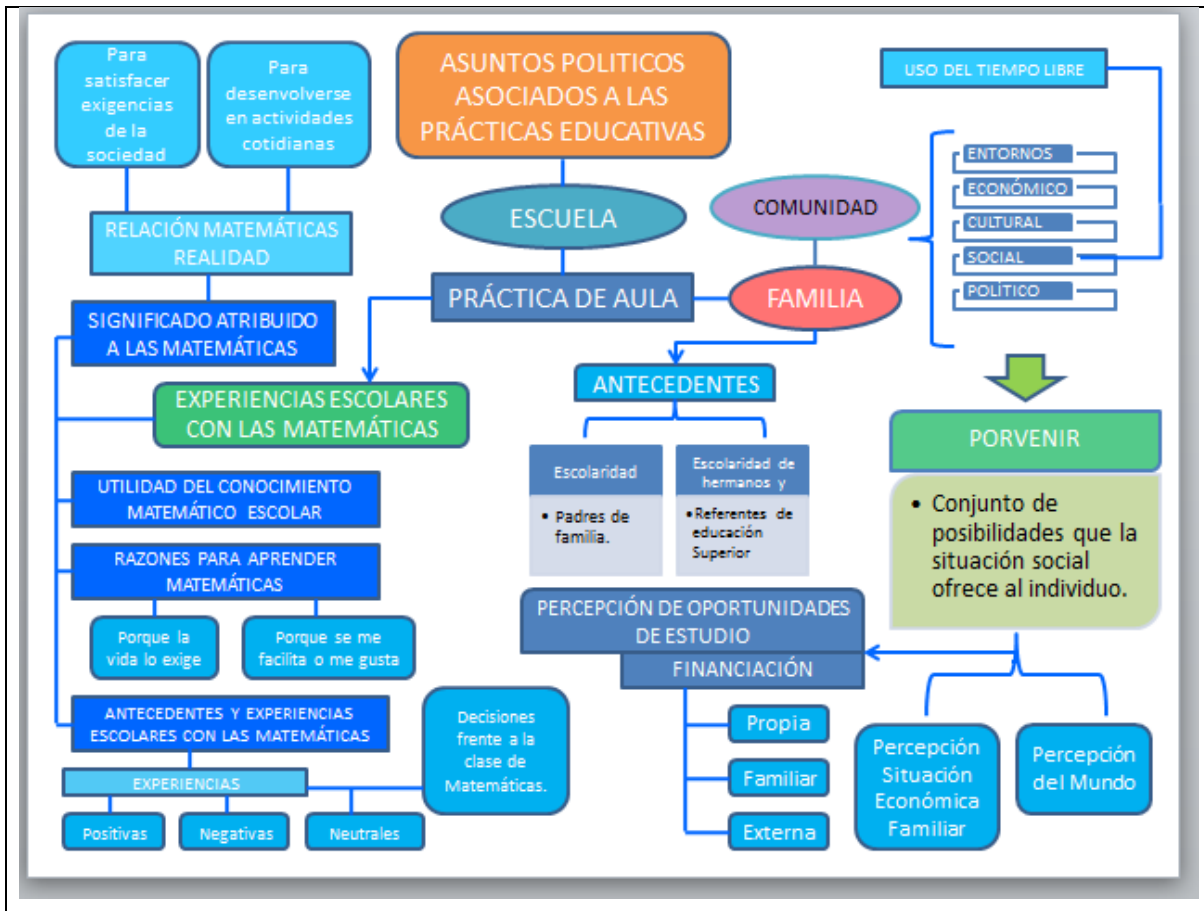 Para
satisfacer
exigencias
de la
sociedad
Para
desenvolverse
en actividades
cotidianas
ASUNTOS POLITICOS
ASOCIADOS A LAS
PRÁCTICAS EDUCATIVAS
USO DEL TIEMPO LIBRE
ENTORNOS
ECONÓMICO
CULTURAL
SOCIAL
POLÍTICO
COMUNIDAD
ESCUELA
RELACIÓN MATEMÁTICAS
REALIDAD
PRÁCTICA DE AULA
FAMILIA
SIGNIFICADO ATRIBUIDO
A LAS MATEMÁTICAS
EXPERIENCIAS ESCOLARES
CON LAS MATEMÁTICAS
ANTECEDENTES
Escolaridad
• Padres de
familia.
Escolaridad de
hermanos y
•Referentes de
educación
Superior
PORVENIR
• Conjunto de
posibilidades que la
situación social
ofrece al individuo.
UTILIDAD DEL CONOCIMIENTO
MATEMÁTICO ESCOLAR
RAZONES PARA APRENDER
MATEMÁTICAS
Porque la
vida lo exige
Porque se me
facilita o me gusta
PERCEPCIÓN DE OPORTUNIDADES
DE ESTUDIO
FINANCIACIÓN
Propia
Familiar
Externa
ANTECEDENTES Y EXPERIENCIAS
ESCOLARES CON LAS MATEMÁTICAS
EXPERIENCIAS
Positivas
Negativas
Neutrales
Decisiones
frente a la
clase de
Matemáticas.
Percepción
Situación
Económica
Familiar
Percepción
del Mundo